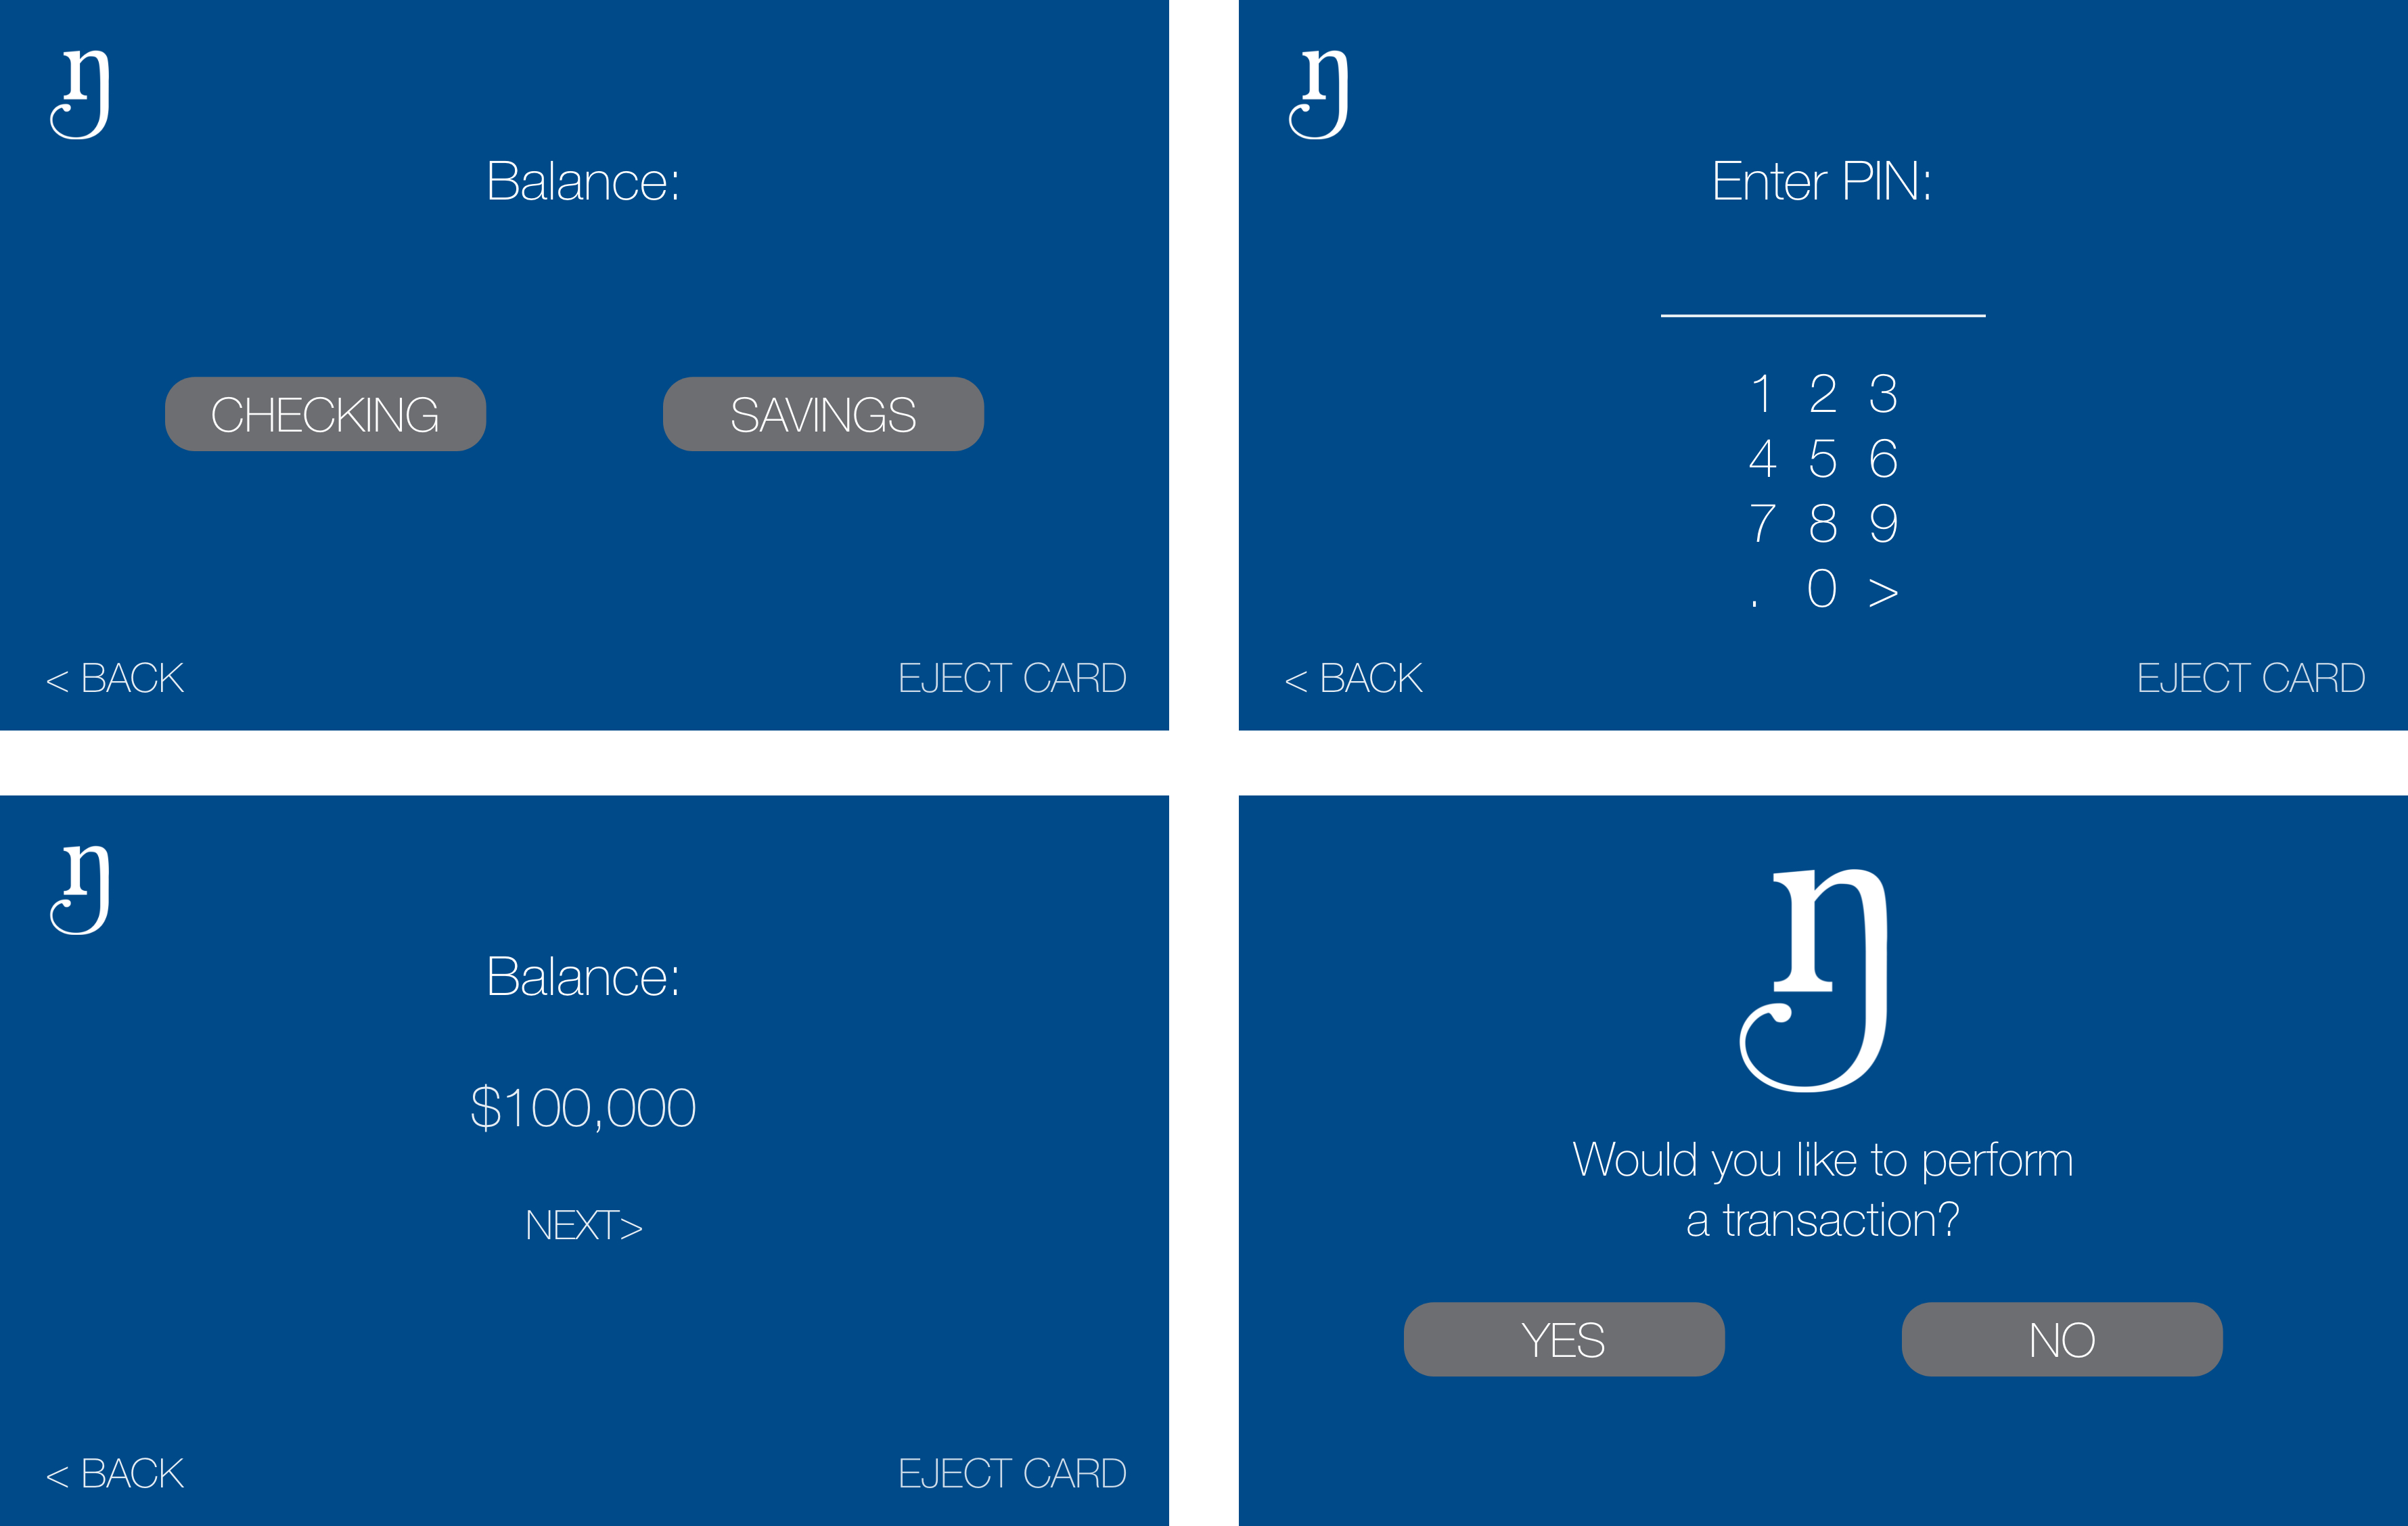 ŋ
Balance:
CHECKING
SAVINGS
< BACK
EJECT CARD
ŋ
Enter PIN:
1 2 3
4 5 6
7 8 9
. 0 >
< BACK
EJECT CARD
ŋ
Balance:
$100,000
NEXT>
< BACK
EJECT CARD
ŋ
Would you like to perform
a transaction?
YES
NO